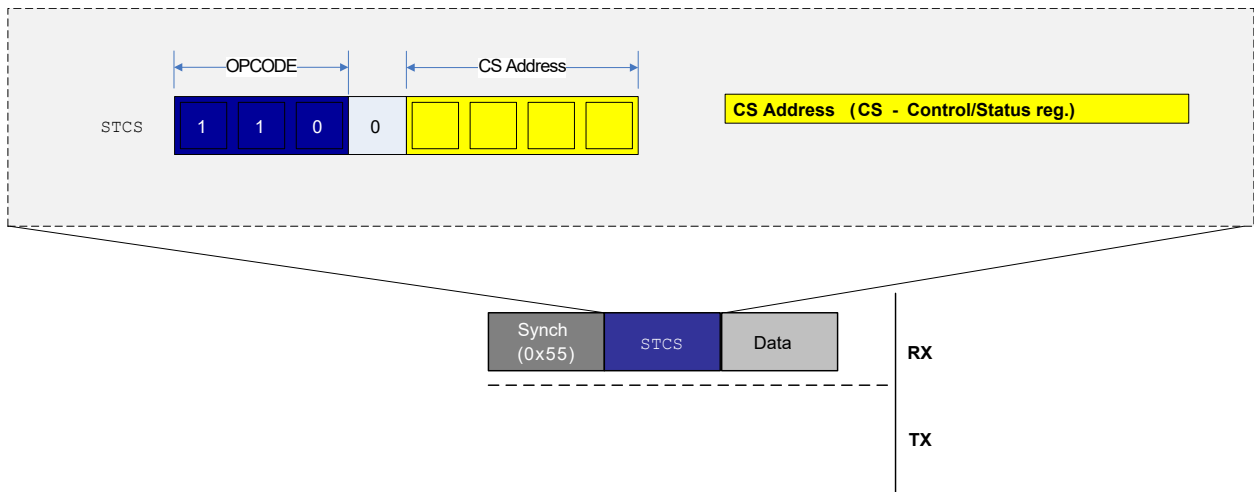 OPCODE CS Address
STCS 1 1 0 0
CS Address (CS - Control/Status reg.)
Synch
(0x55)
STCS
Data
RX
TX